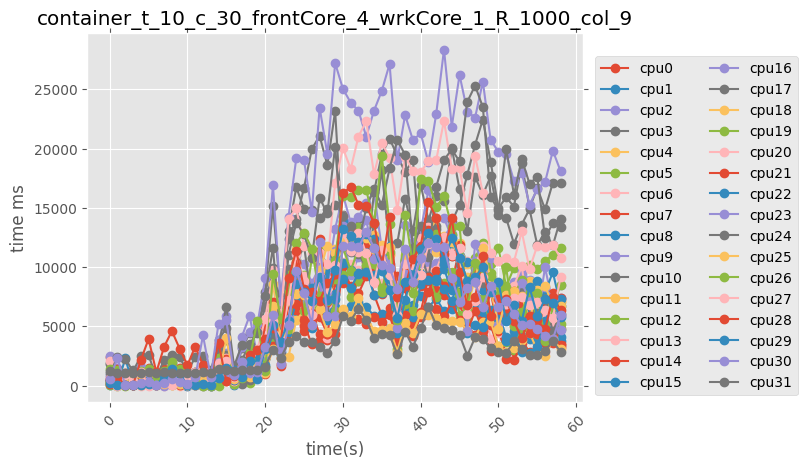 container_t_10_c_30_frontCore_4_wrkCore_1_R_1000_col_9
time ms
25000
20000
15000
10000
5000
0
0
10
20
30
40
50
60
time(s)
cpu0
cpu1
cpu2
cpu3
cpu4
cpu5
cpu6
cpu7
cpu8
cpu9
cpu10
cpu11
cpu12
cpu13
cpu14
cpu15
cpu16
cpu17
cpu18
cpu19
cpu20
cpu21
cpu22
cpu23
cpu24
cpu25
cpu26
cpu27
cpu28
cpu29
cpu30
cpu31